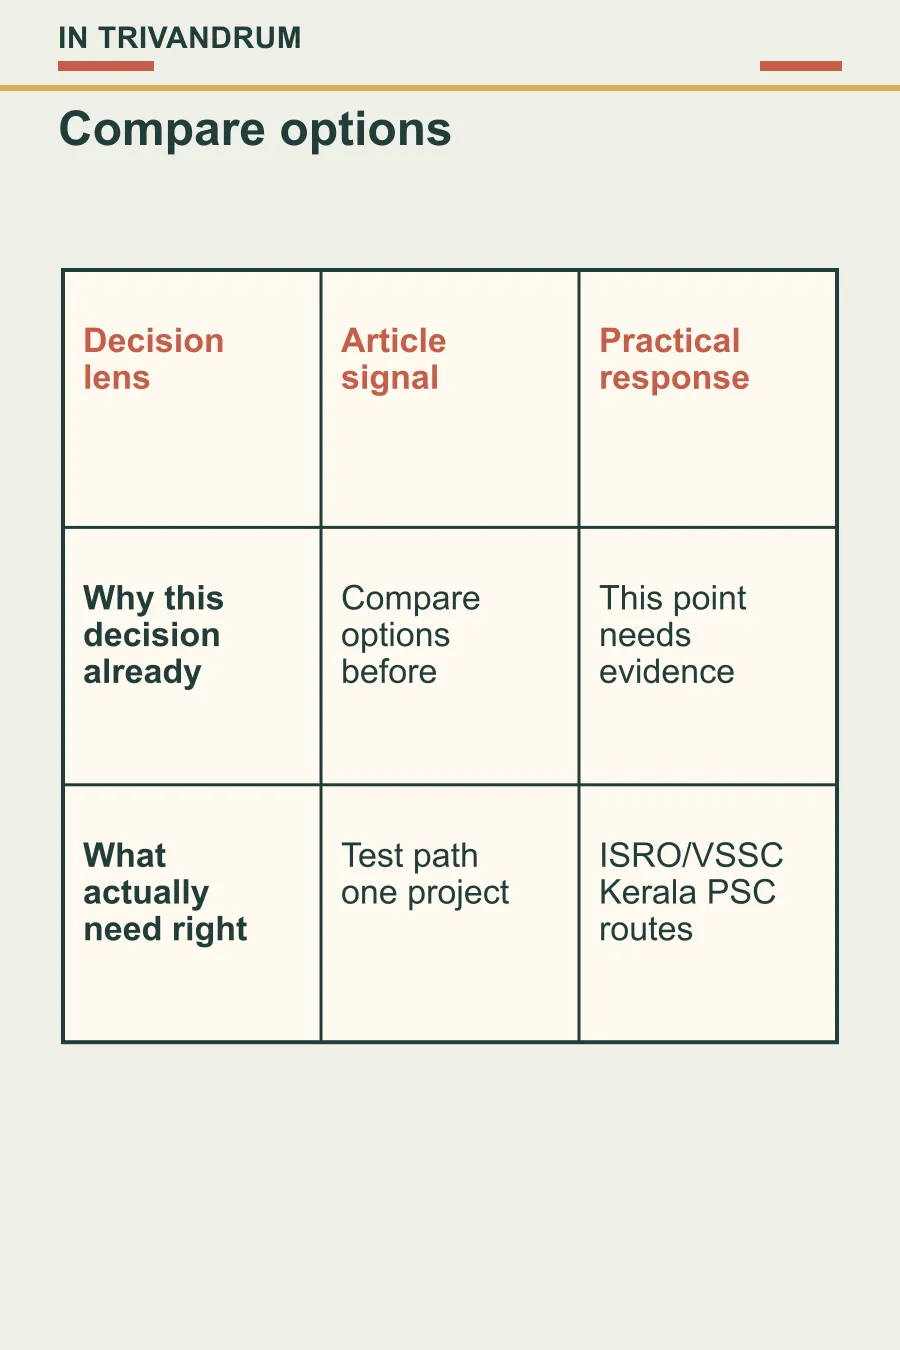 IN TRIVANDRUM
Compare options
Decision
lens
Article
signal
Practical
response
Why this
decision
already
Compare
options
before
This point
needs
evidence
What
actually
need right
Test path
one project
ISRO/VSSC
Kerala PSC
routes